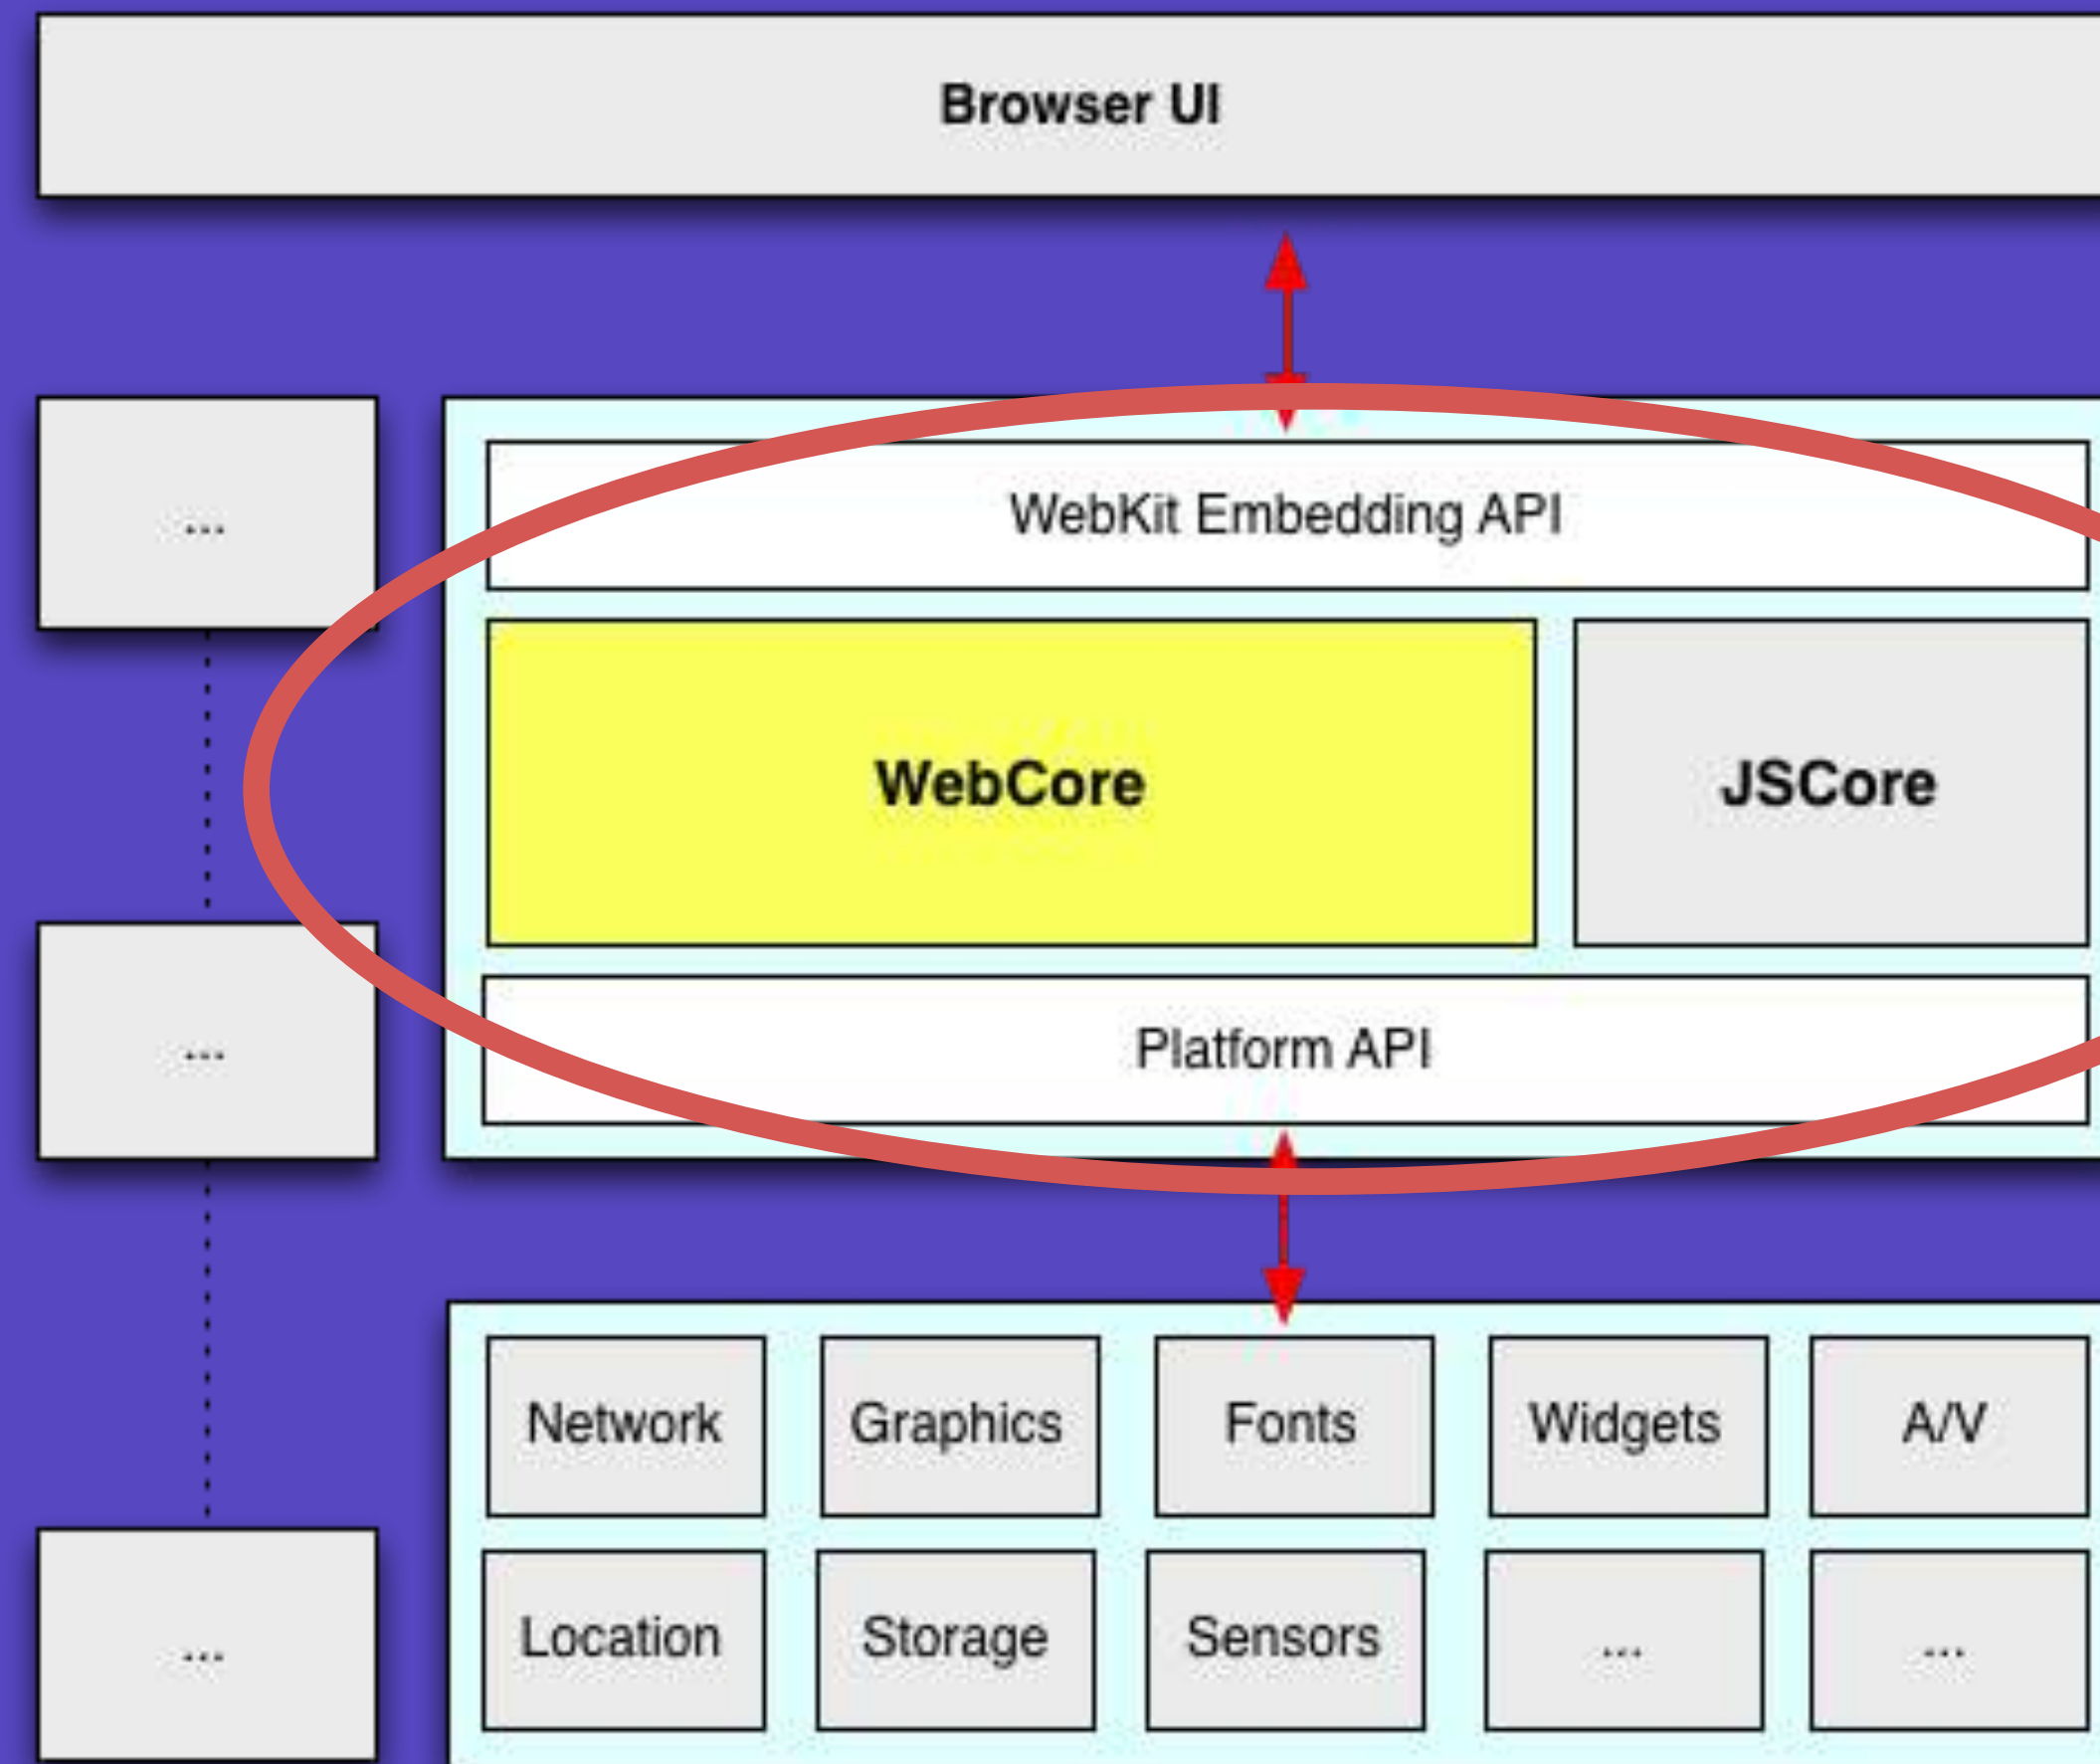 Browser UI
...
WebKit Embedding API
WebCore
JSCore
...
Platform API
Network
Graphics
Fonts
Widgets
A/V
...
Location
Storage
Sensors
...
...